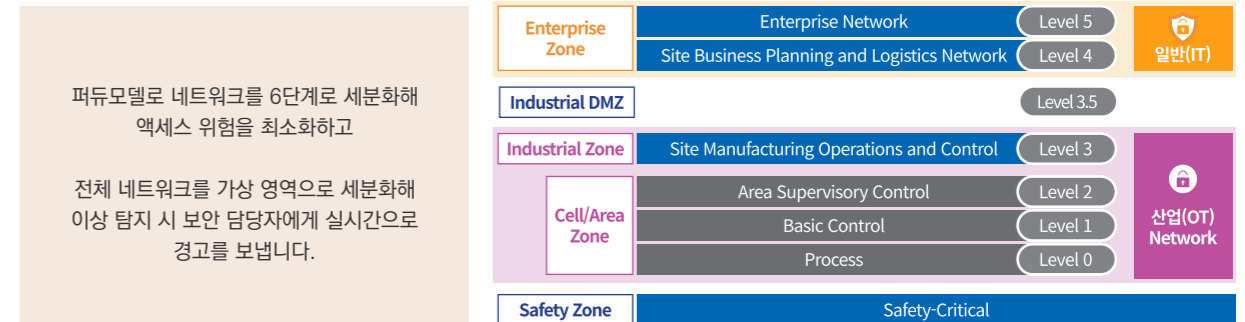 퍼듀모델로 네트워크를 6단계로 세분화해
액세스 위험을 최소화하고
전체 네트워크를 가상 영역으로 세분화해
이상 탐지 시 보안 담당자에게 실시간으로
경고를 보냅니다.
Enterprise
Zone
Enterprise Network
Level 5
Site Business Planning and Logistics Network
Level 4
일반(IT)
Industrial DMZ
Level 3.5
Industrial Zone
Site Manufacturing Operations and Control
Level 3
Cell/Area
Zone
Area Supervisory Control
Level 2
Basic Control
Level 1
Process
Level 0
산업(OT)
Network
Safety Zone
Safety-Critical